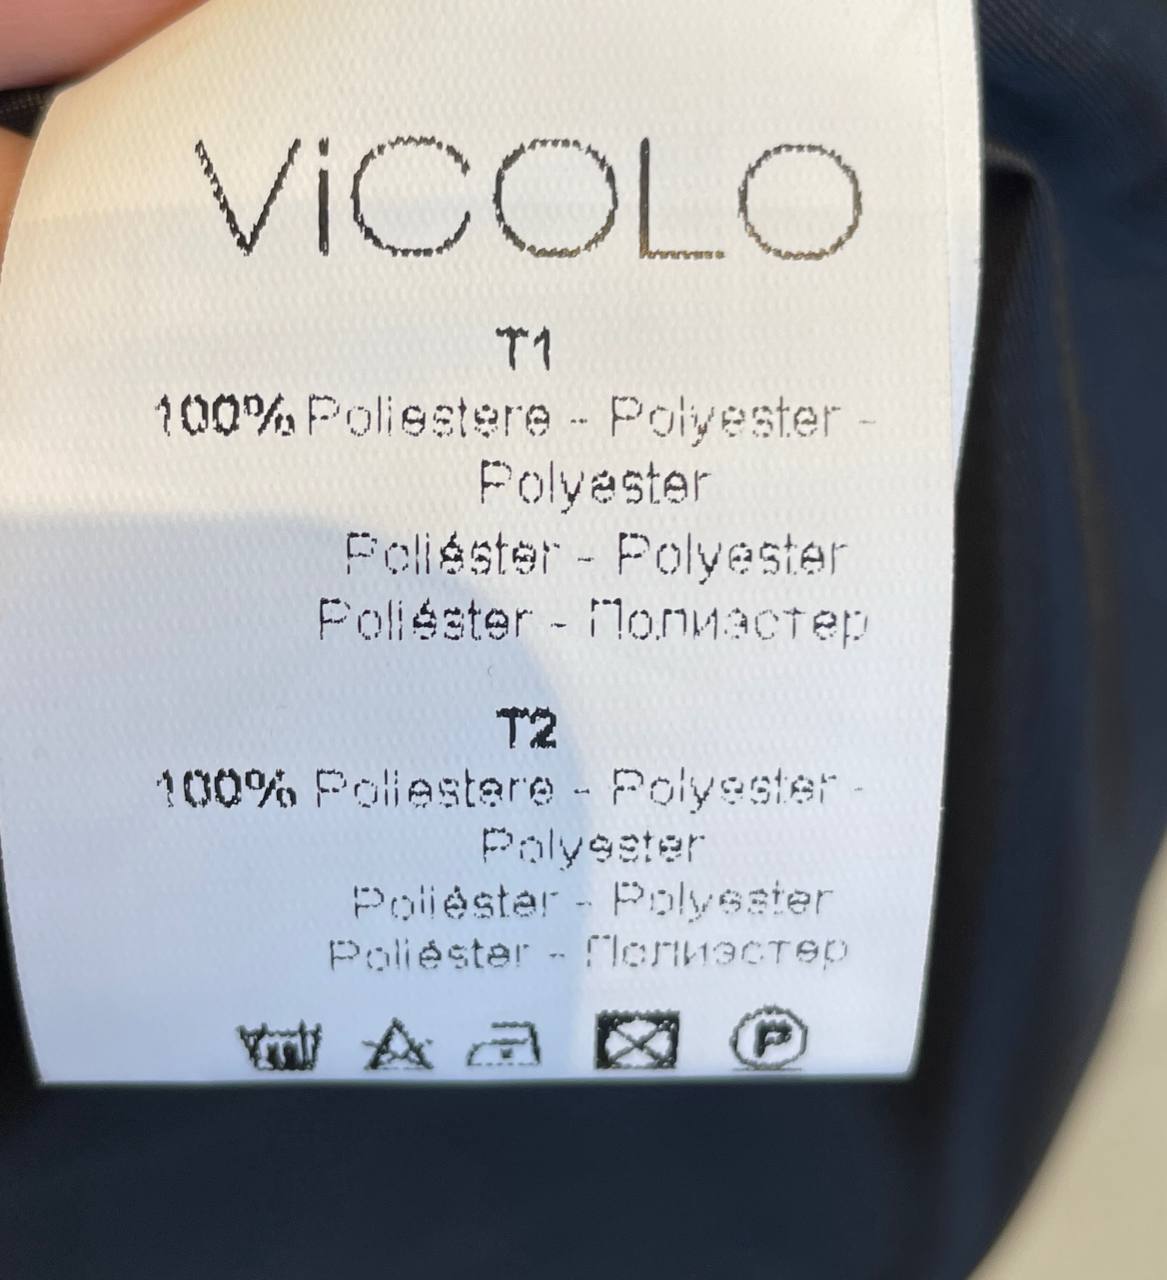 ViCOLO
T1
100% Poliestere - Polyester -
Polyester
Poliéster - Polyester
Poliéster - Полиэстер
T2
100% Poliestere - Polyester -
Polyester
Poliéster - Polyester
Poliéster - Полиэстер
P